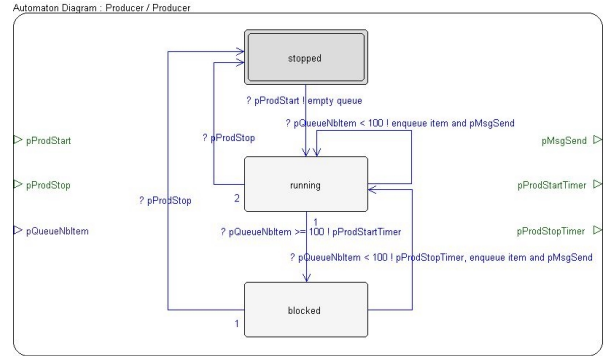 Automaton Diagram : Producer / Producer
stopped
? pProdStart ! empty queue
? pQueueNbItem < 100 ! enqueue item and pMsgSend
? pProdStop
pProdStart
pMsgSend
pProdStop
running
pProdStartTimer
2
? pProdStop
1
pQueueNbItem
? pQueueNbItem >= 100 ! pProdStartTimer
pProdStopTimer
? pQueueNbItem < 100 ! pProdStopTimer, enqueue item and pMsgSend
blocked
1